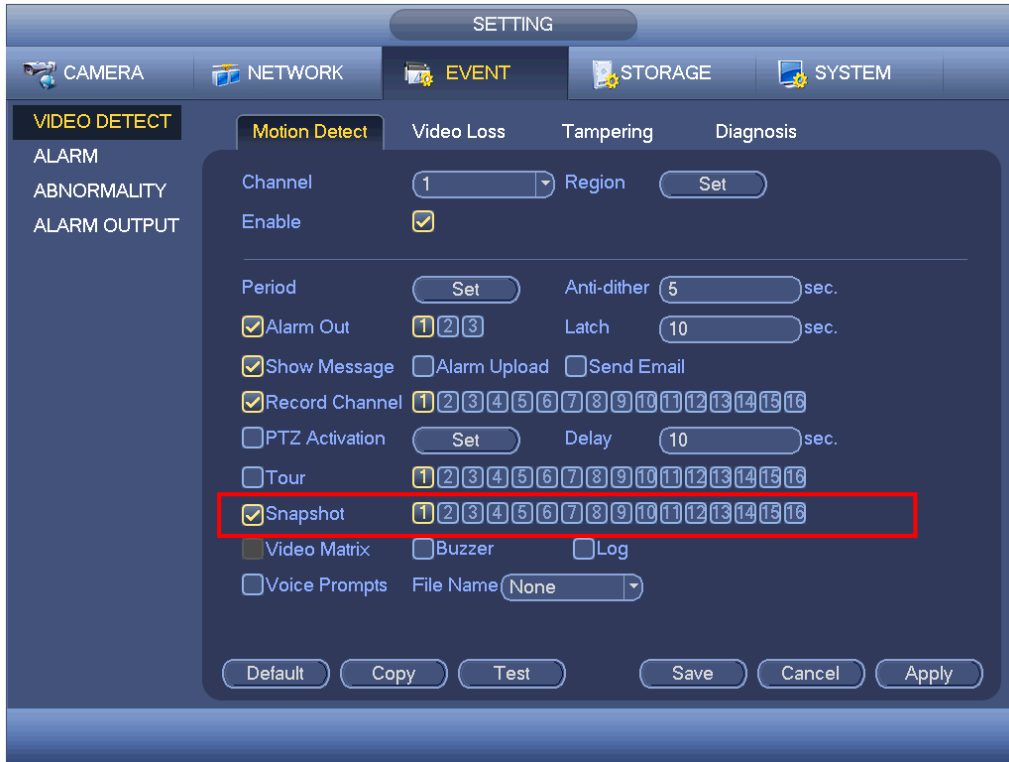 SETTING
CAMERA NETWORK EVENT STORAGE SYSTEM
VIDEO DETECT
ALARM
ABNORMALITY
ALARM OUTPUT
Motion Detect Video Loss Tampering Diagnosis
Channel 1 Region Set
Enable
Period Set Anti-dither 5 sec.
Alarm Out 1 2 3 Latch 10 sec.
Show Message Alarm Upload Send Email
Record Channel 1 2 3 4 5 6 7 8 9 10 11 12 13 14 15 16
PTZ Activation Set Delay 10 sec.
Tour 1 2 3 4 5 6 7 8 9 10 11 12 13 14 15 16
Snapshot 1 2 3 4 5 6 7 8 9 10 11 12 13 14 15 16
Video Matrix Buzzer Log
Voice Prompts File Name None
Default Copy Test Save Cancel Apply